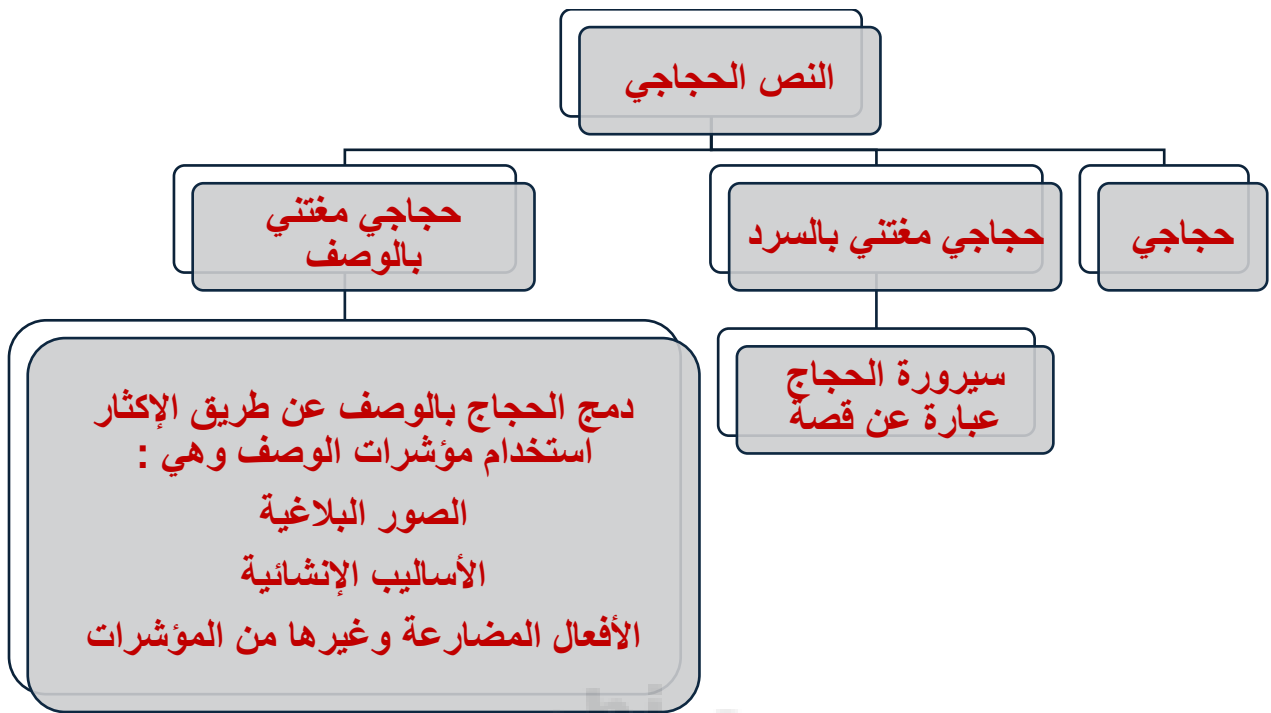 النص الحجاجي
حجاجي
حجاجي مغتني بالسرد
حجاجي مغتني
بالوصف
سيرورة الحجاج
عبارة عن قصة
دمج الحجاج بالوصف عن طريق الإكثار
استخدام مؤشرات الوصف وهي :
الصور البلاغية
الأساليب الإنشائية
الأفعال المضارعة وغيرها من المؤشرات